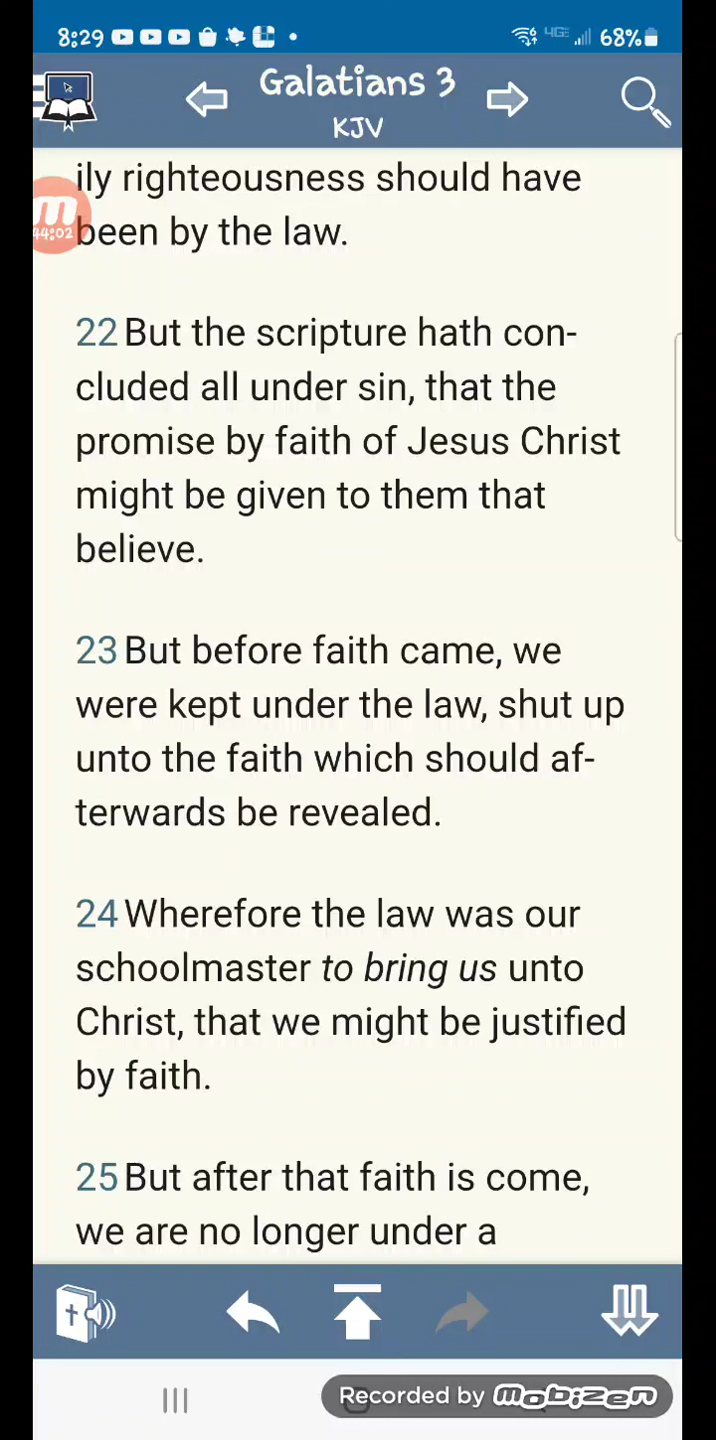 8:29 4GE 68%
Galatians 3
KJV
ily righteousness should have
44:02
been by the law.
22 But the scripture hath con-
cluded all under sin, that the
promise by faith of Jesus Christ
might be given to them that
believe.
23 But before faith came, we
were kept under the law, shut up
unto the faith which should af-
terwards be revealed.
24 Wherefore the law was our
schoolmaster to bring us unto
Christ, that we might be justified
by faith.
25 But after that faith is come,
we are no longer under a
Recorded by mobizen